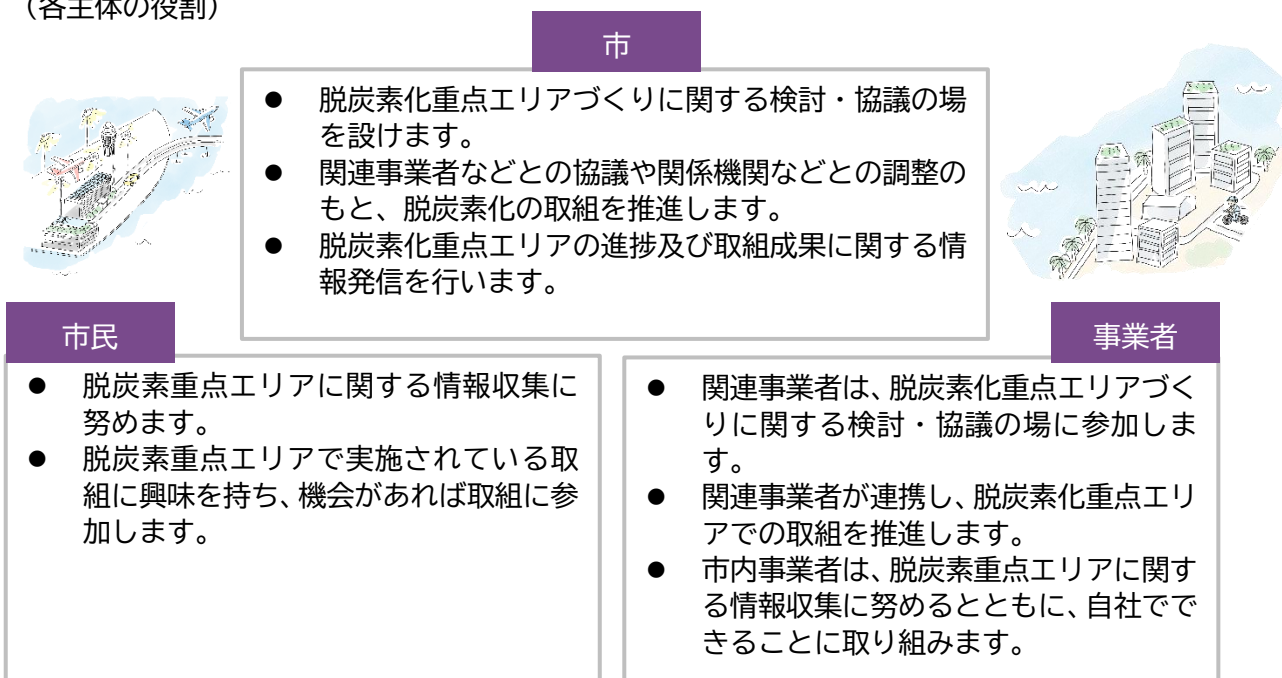 （各主体の役割）
市
● 脱炭素化重点エリアづくりに関する検討・協議の場
を設けます。
● 関連事業者などとの協議や関係機関などとの調整の
もと、脱炭素化の取組を推進します。
● 脱炭素化重点エリアの進捗及び取組成果に関する情
報発信を行います。
市民
● 脱炭素重点エリアに関する情報収集に
努めます。
● 脱炭素重点エリアで実施されている取
組に興味を持ち、機会があれば取組に参
加します。
事業者
● 関連事業者は、脱炭素化重点エリアづく
りに関する検討・協議の場に参加しま
す。
● 関連事業者が連携し、脱炭素化重点エリ
アでの取組を推進します。
● 市内事業者は、脱炭素重点エリアに関す
る情報収集に努めるとともに、自社でで
きることに取り組みます。